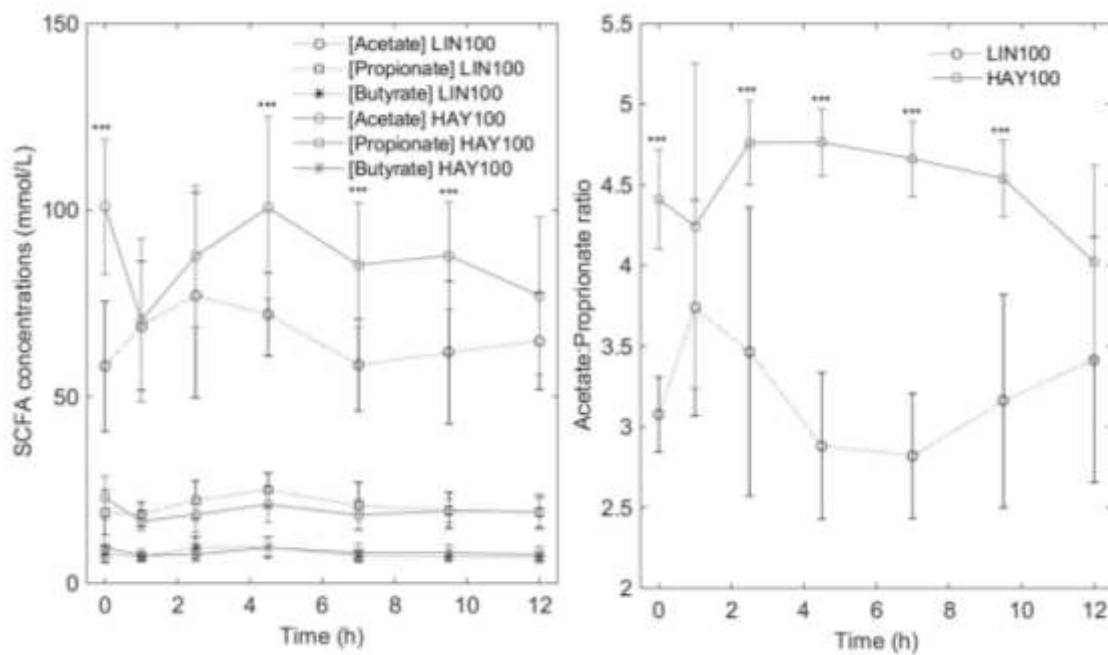 150
100
50
0
SCFA concentrations (mmol/L)
[Acetate] LIN100
[Propionate] LIN100
[Butyrate] LIN100
[Acetate] HAY100
[Propionate] HAY100
[Butyrate] HAY100
***
***
***
***
0 2 4 6 8 10 12
Time (h)
5.5
5
4.5
4
3.5
3
2.5
2
Acetate:Proprionate ratio
LIN100
HAY100
***
***
***
***
***
0 2 4 6 8 10 12
Time (h)